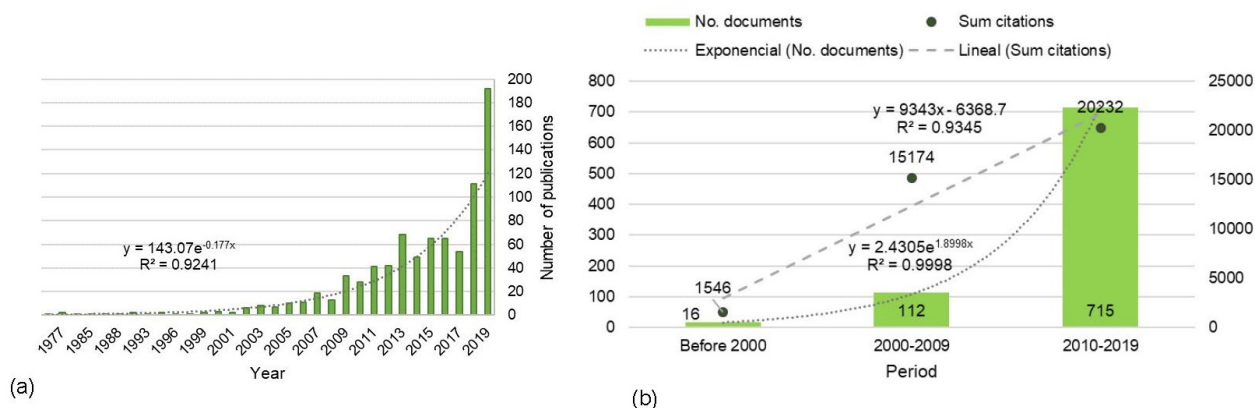 200
180
160
140
120
100
80
60
40
20
0
Number of publications
y = 143.07e^-0.177x
R² = 0.9241
1977 1985 1988 1993 1996 1999 2001 2003 2005 2007 2009 2011 2013 2015 2017 2019
Year
(a)
No. documents Sum citations
Exponencial (No. documents) Lineal (Sum citations)
800 25000
700
600 20000
500 15000
400
300 10000
200 5000
100
0 0
y = 9343x - 6368.7
R² = 0.9345
20232
15174
y = 2.4305e^1.8998x
R² = 0.9998
1546
16 112 715
Before 2000 2000-2009 2010-2019
Period
(b)